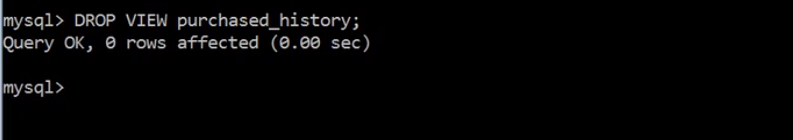 mysql> DROP VIEW purchased_history;
Query OK, 0 rows affected (0.00 sec)
mysql>